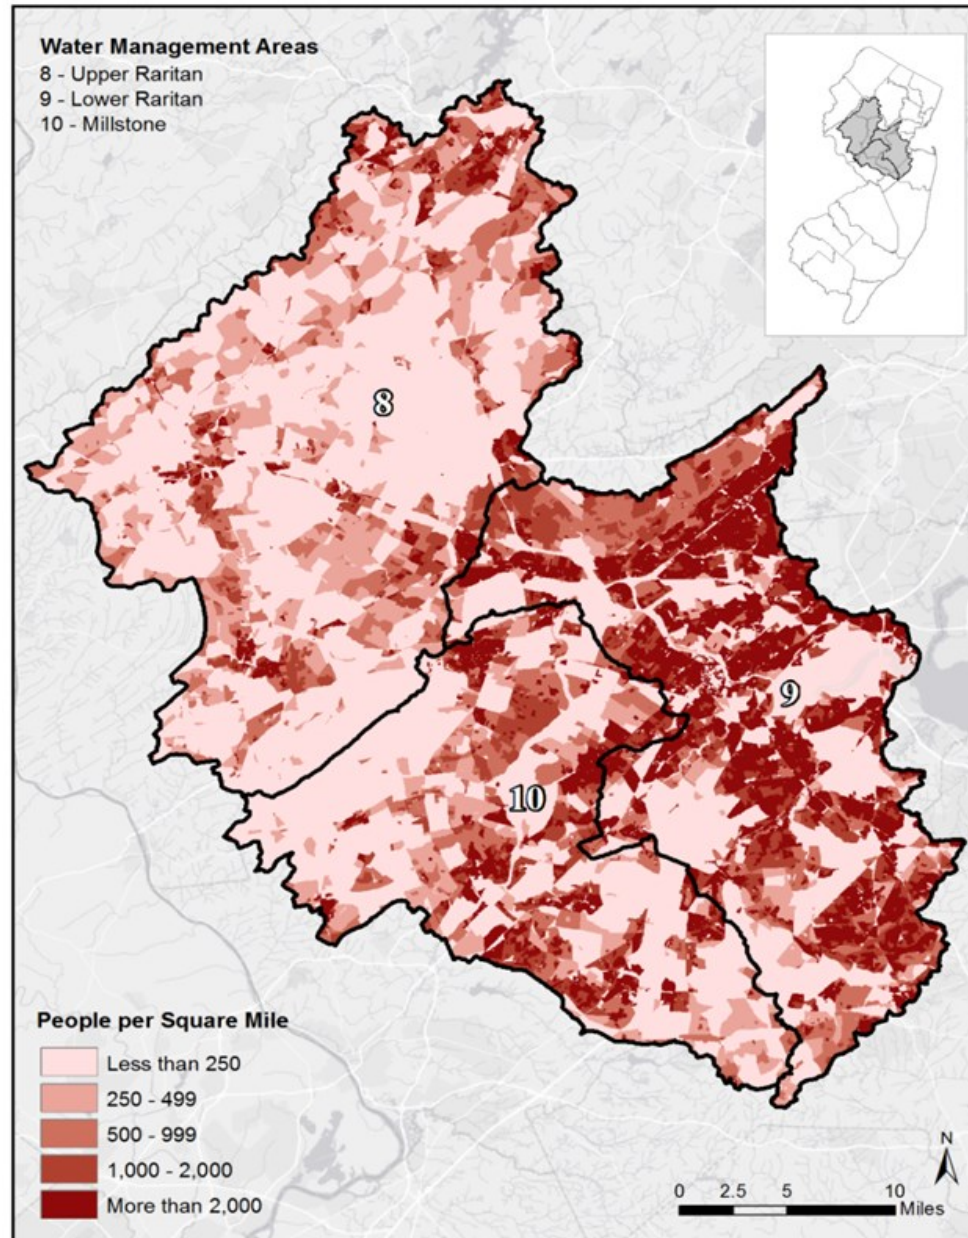 Water Management Areas
8 - Upper Raritan
9 - Lower Raritan
10 - Millstone
8
9
10
People per Square Mile
Less than 250
250 - 499
500 - 999
1,000 - 2,000
More than 2,000
N
0 2.5 5 10
Miles